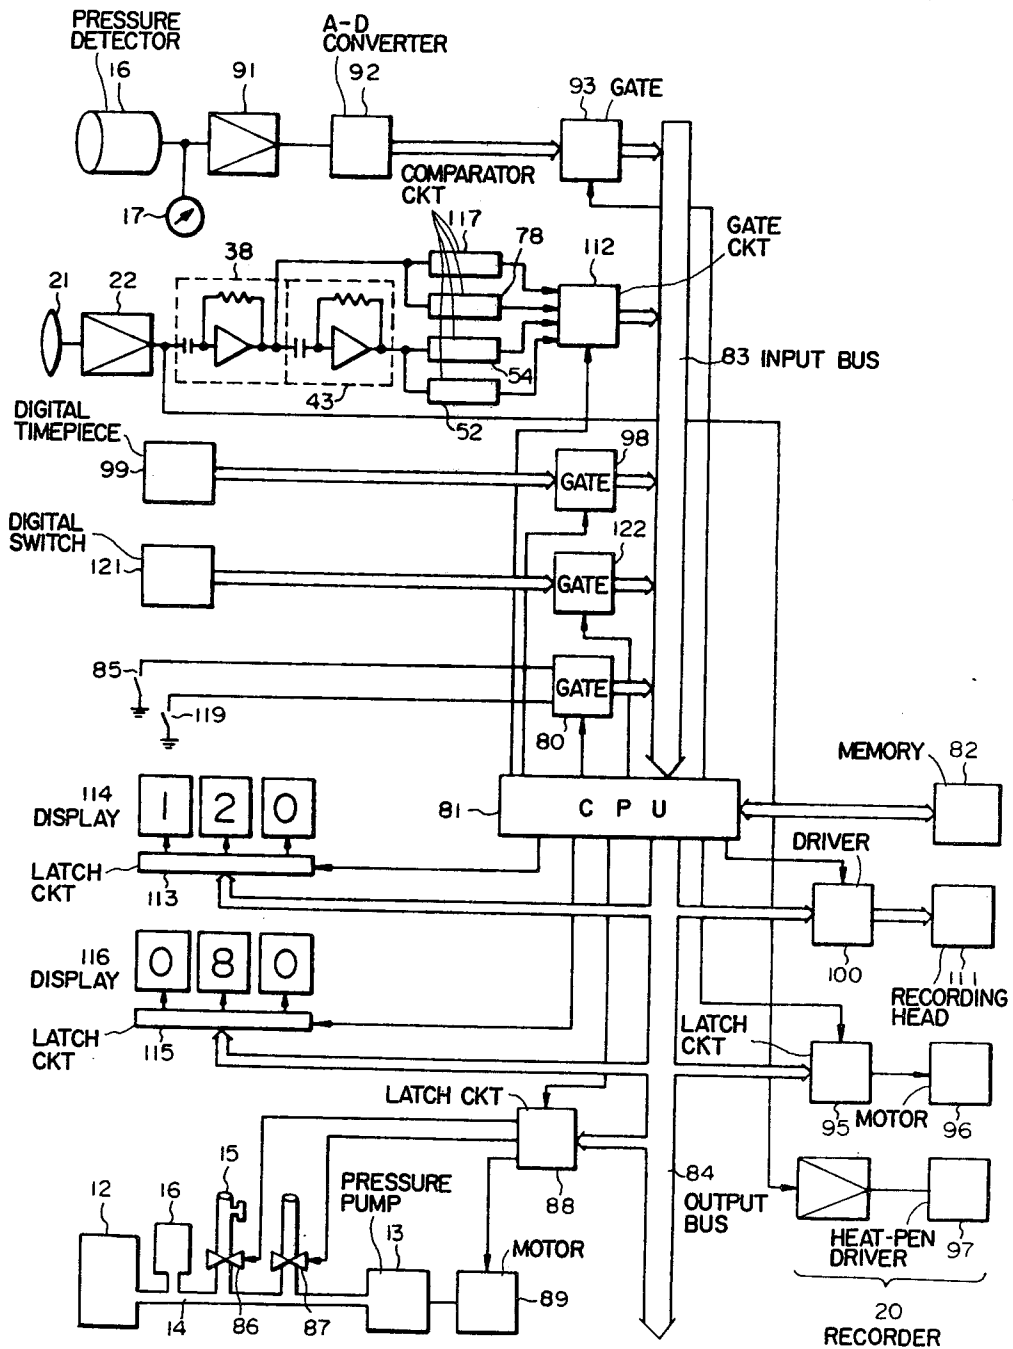 PRESSURE
DETECTOR
16
91
A-D
CONVERTER
92
93 GATE
17
COMPARATOR
CKT
117
78
GATE
CKT
112
38
21
22
83 INPUT BUS
54
43
52
DIGITAL
TIMEPIECE
99
98
GATE
DIGITAL
SWITCH
121
122
GATE
85
119
GATE
80
MEMORY 82
114
DISPLAY
1 2 0
81
CPU
DRIVER
LATCH
CKT
113
100
111
RECORDING
HEAD
116
DISPLAY
0 8 0
LATCH
CKT
115
LATCH
CKT
95
MOTOR
96
LATCH CKT
88
84
OUTPUT
BUS
12
16
15
PRESSURE
PUMP
13
MOTOR
89
14
86
87
HEAT-PEN
DRIVER
97
20
RECORDER